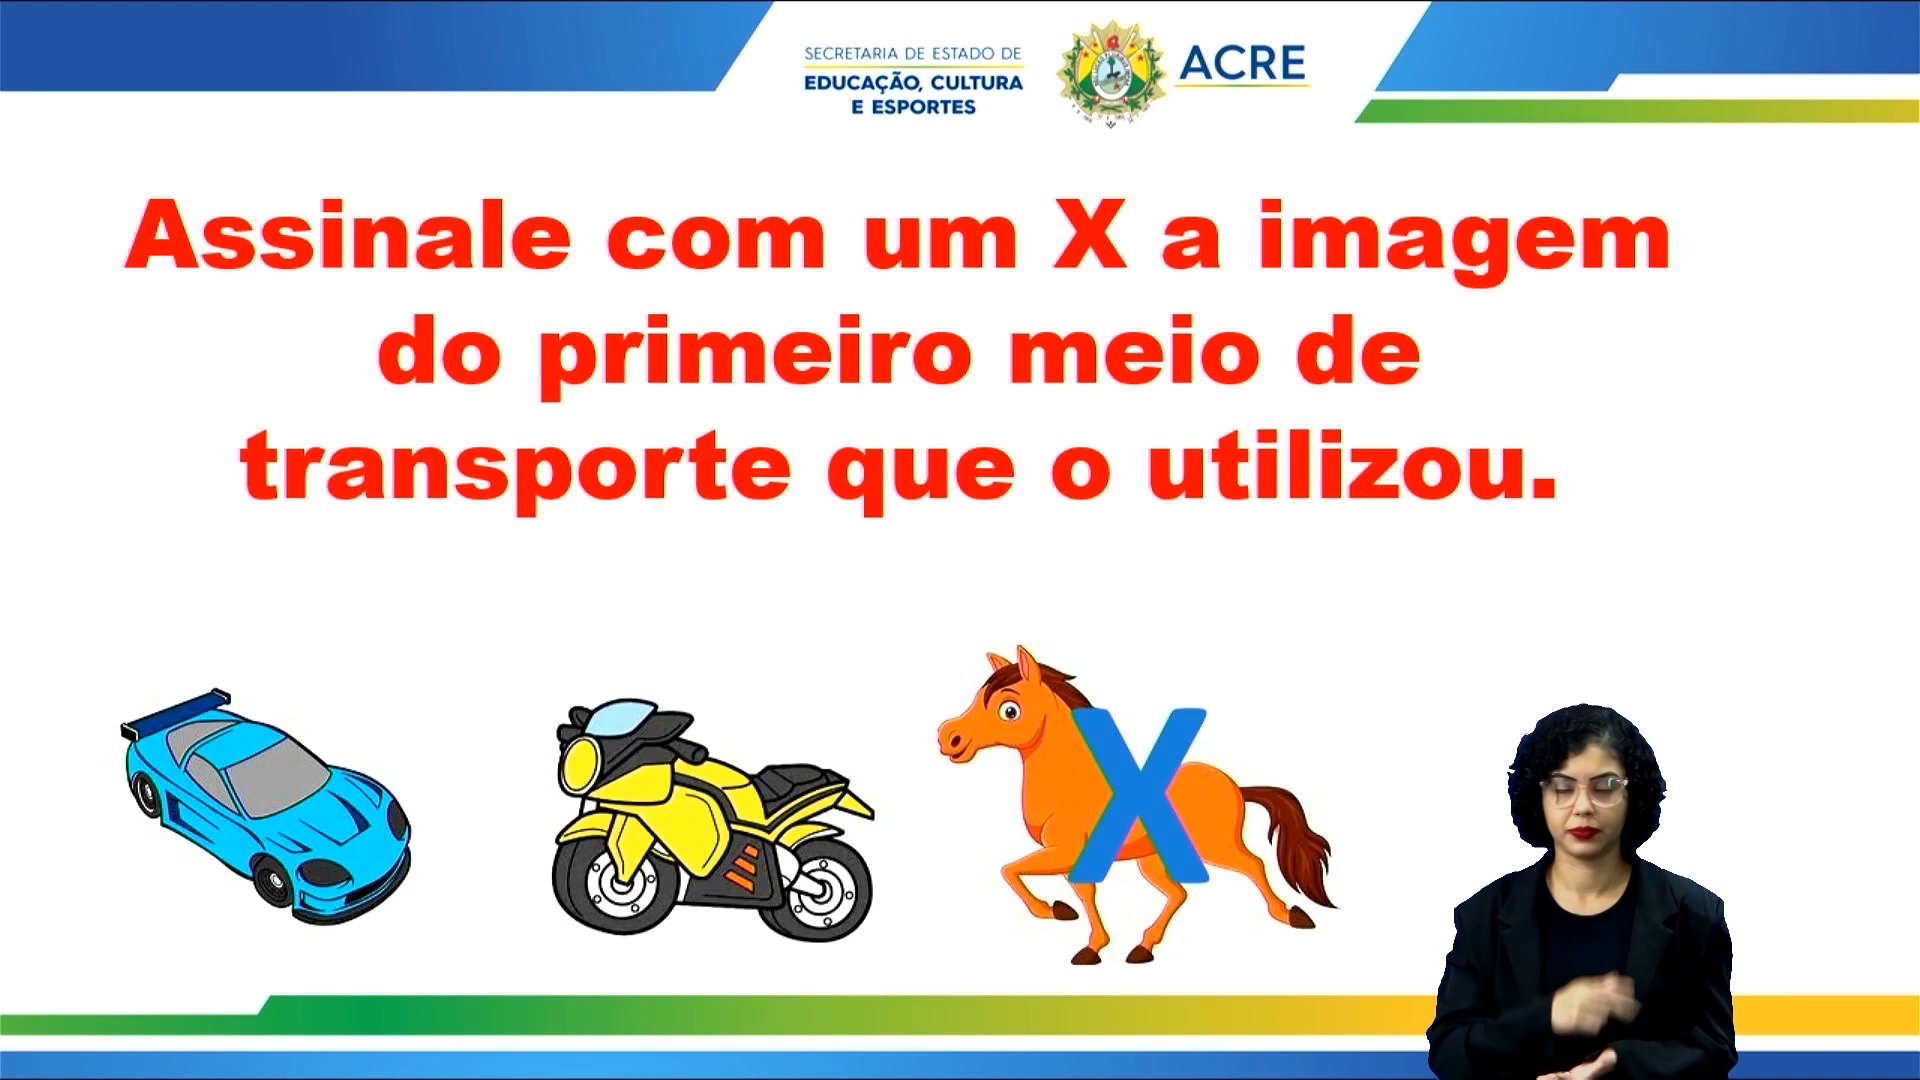 SECRETARIA DE ESTADO DE
EDUCAÇÃO, CULTURA
E ESPORTES
ACRE
Assinale com um X a imagem
do primeiro meio de
transporte que o utilizou.
X